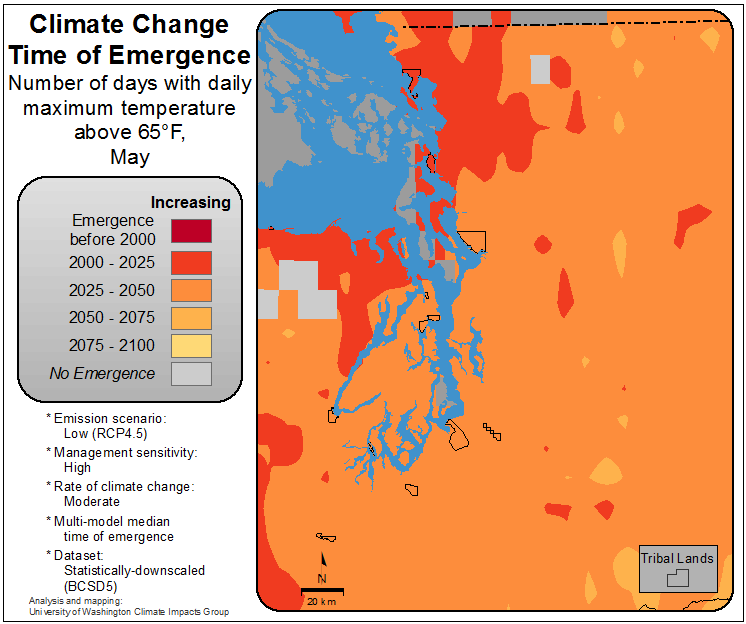 Climate Change
Time of Emergence
Number of days with daily
maximum temperature
above 65°F,
May
Increasing
Emergence
before 2000
2000 - 2025
2025 - 2050
2050 - 2075
2075 - 2100
No Emergence
* Emission scenario:
Low (RCP4.5)
* Management sensitivity:
High
* Rate of climate change:
Moderate
* Multi-model median
time of emergence
* Dataset:
Statistically-downscaled
(BCSD5)
Analysis and mapping:
University of Washington Climate Impacts Group
N
20 km
Tribal Lands